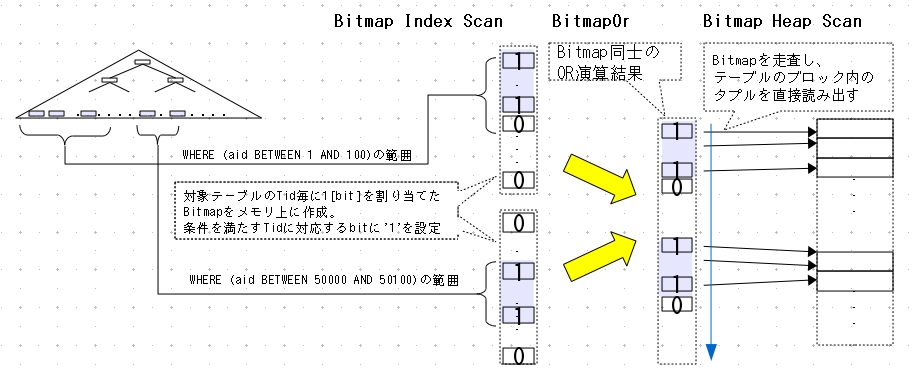 Bitmap Index Scan
BitmapOr
Bitmap Heap Scan
Bitmap同士の
OR演算結果
Bitmapを走査し、
テーブルのブロック内の
タプルを直接読み出す
1
1
0
0
WHERE (aid BETWEEN 1 AND 100)の範囲
対象テーブルのTid毎に1[bit]を割り当てた
Bitmapをメモリ上に作成。
条件を満たすTidに対応するbitに'1'を設定
0
1
1
0
WHERE (aid BETWEEN 50000 AND 50100)の範囲
1
1
0
1
1
0